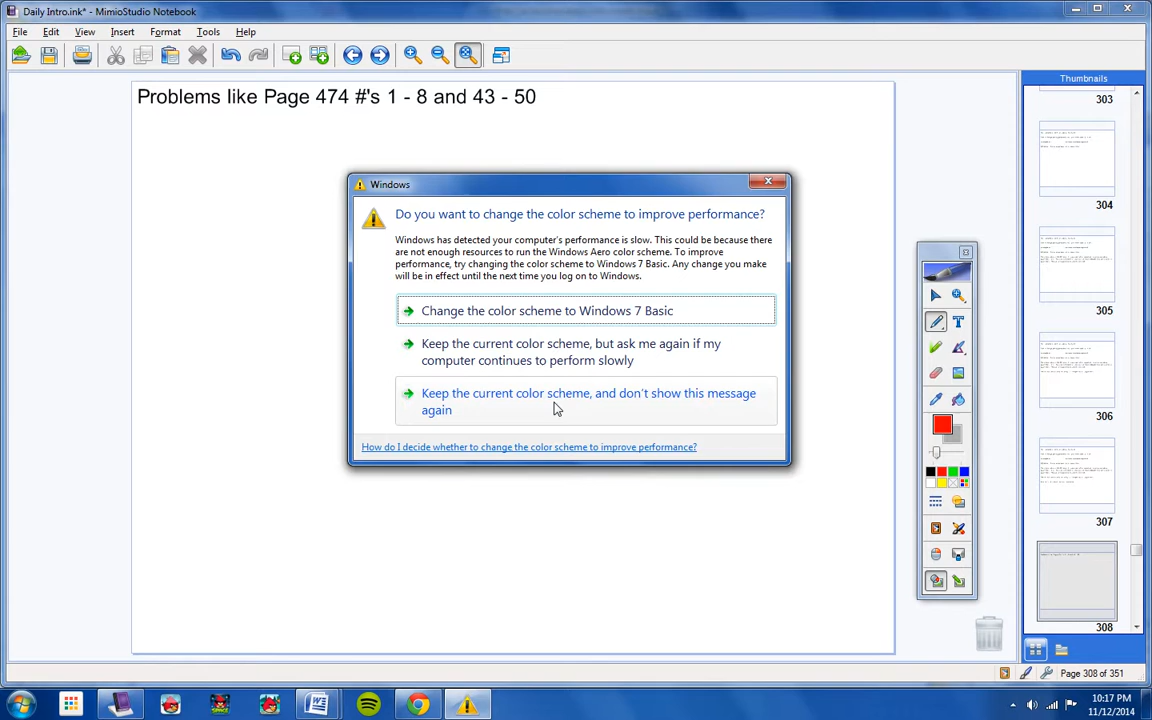 Daily Intro.ink* - MimioStudio Notebook
File Edit View Insert Format Tools Help
Problems like Page 474 #'s 1 - 8 and 43 - 50
Windows
Do you want to change the color scheme to improve performance?
Windows has detected your computer's performance is slow. This could be because there
are not enough resources to run the Windows Aero color scheme. To improve
performance, try changing the color scheme to Windows 7 Basic. Any change you make
will be in effect until the next time you log on to Windows.
Change the color scheme to Windows 7 Basic
Keep the current color scheme, but ask me again if my
computer continues to perform slowly
Keep the current color scheme, and don't show this message
again
How do I decide whether to change the color scheme to improve performance?
Thumbnails
303
304
305
306
307
308
Page 308 of 351
10:17 PM
11/12/2014